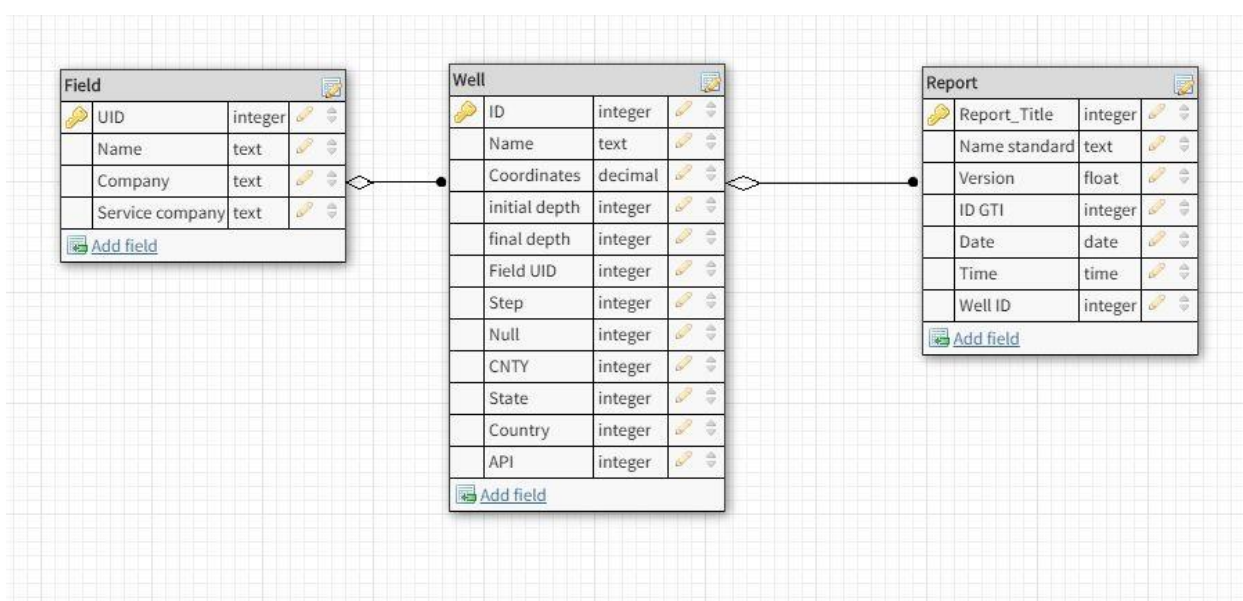 Field
UID integer
Name text
Company text
Service company text
Add field
Well
ID integer
Name text
Coordinates decimal
initial depth integer
final depth integer
Field UID integer
Step integer
Null integer
CNTY integer
State integer
Country integer
API integer
Add field
Report
Report_Title integer
Name standard text
Version float
ID GTI integer
Date date
Time time
Well ID integer
Add field